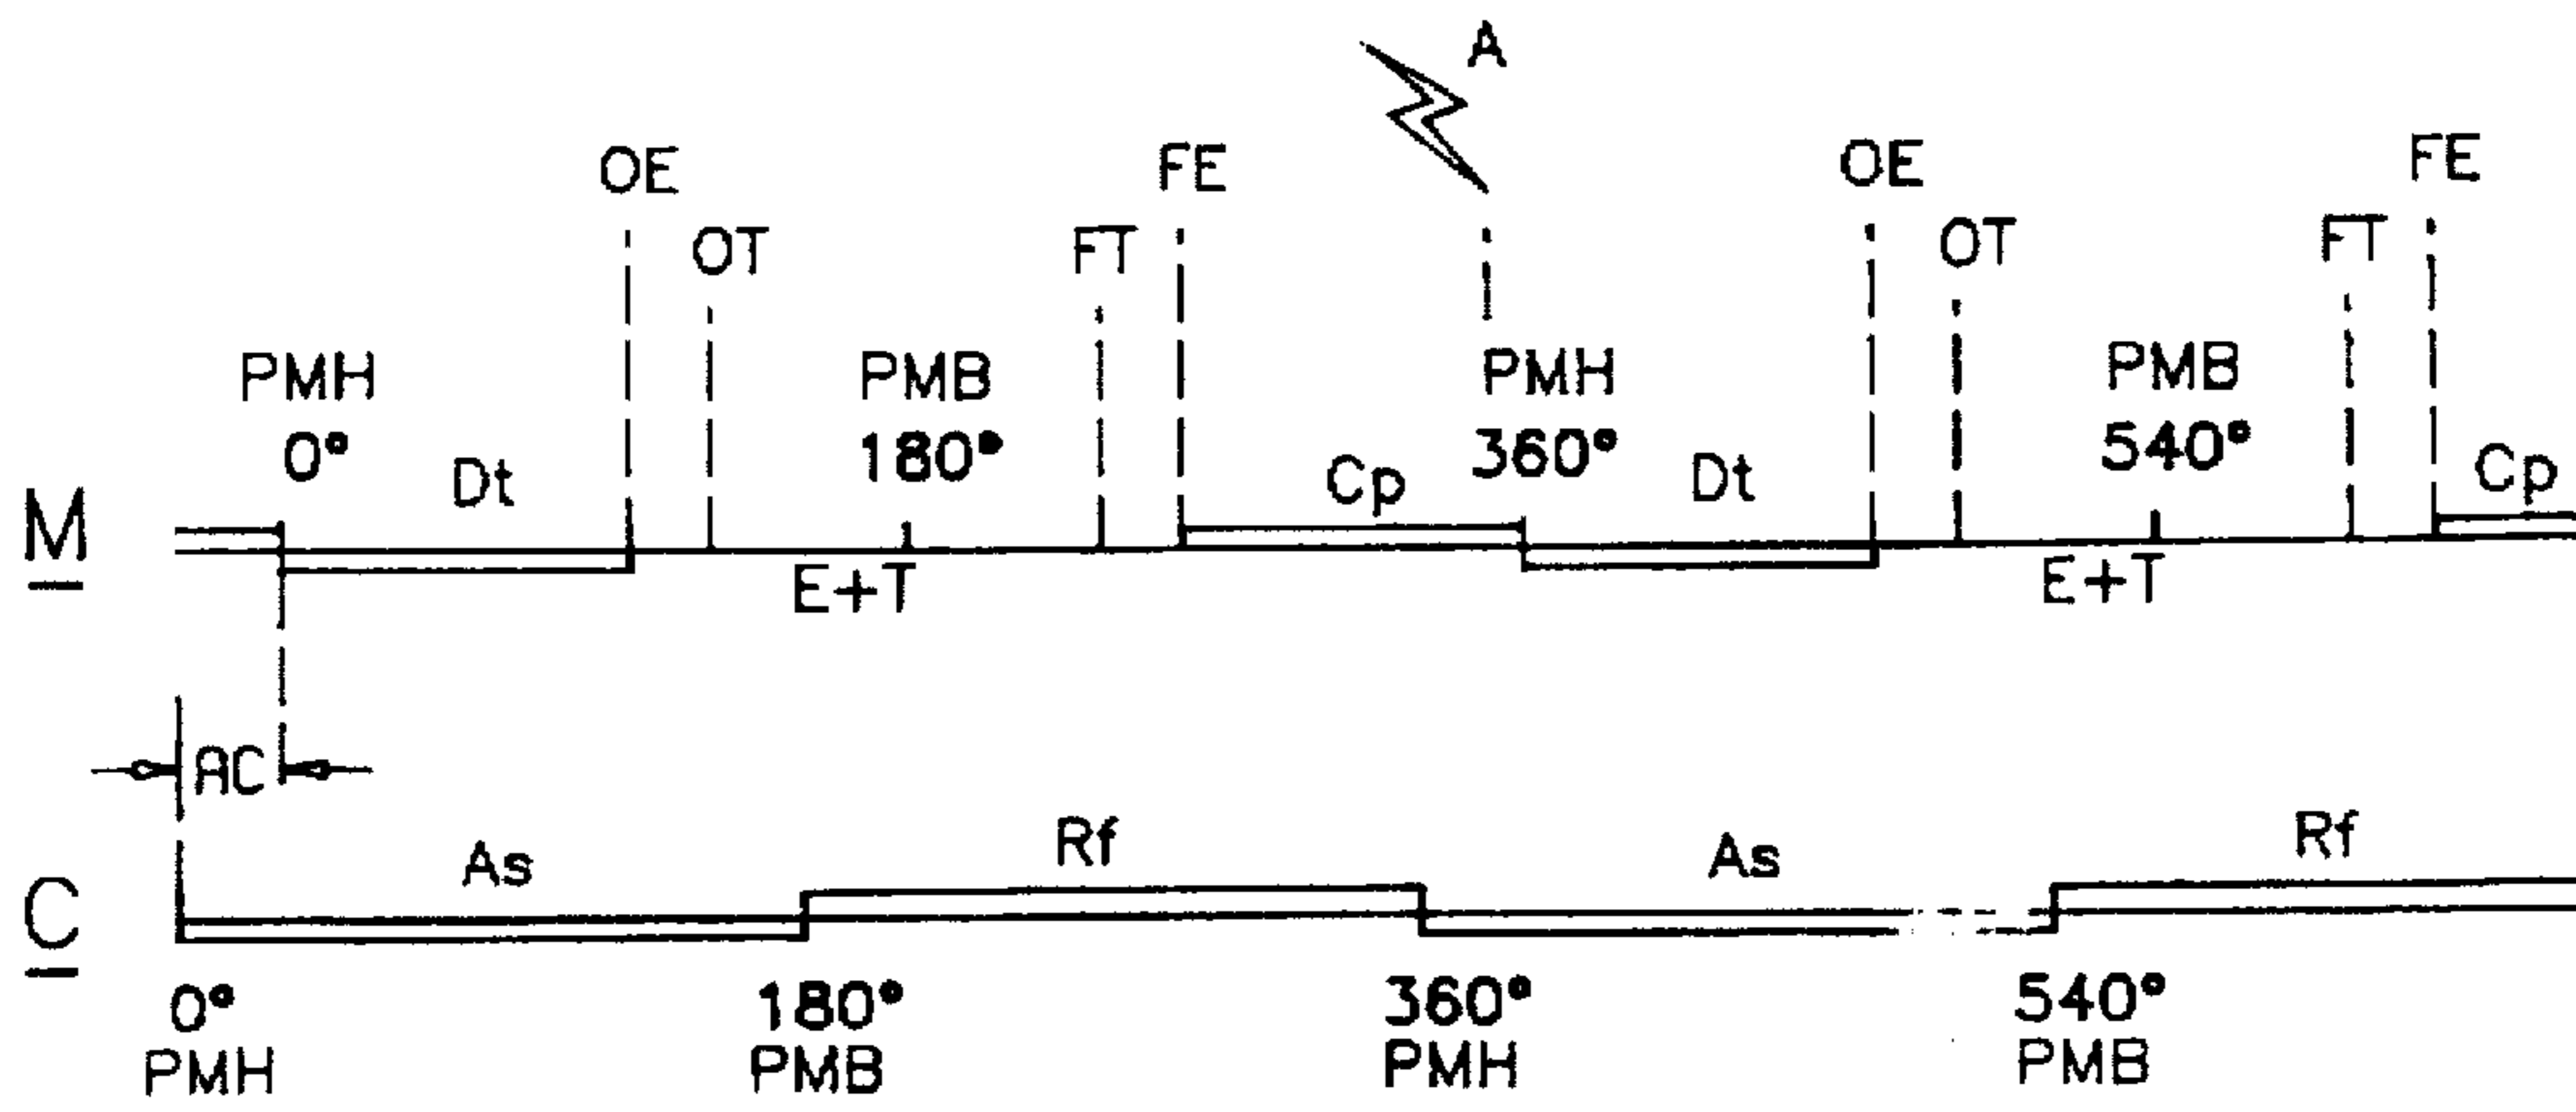 A
OE FE OE FE
OT FT OT FT
PMH PMB PMH PMB
0° 180° 360° 540°
M Dt Cp Dt Cp
E+T E+T
AC
As Rf As Rf
C
0° 180° 360° 540°
PMH PMB PMH PMB